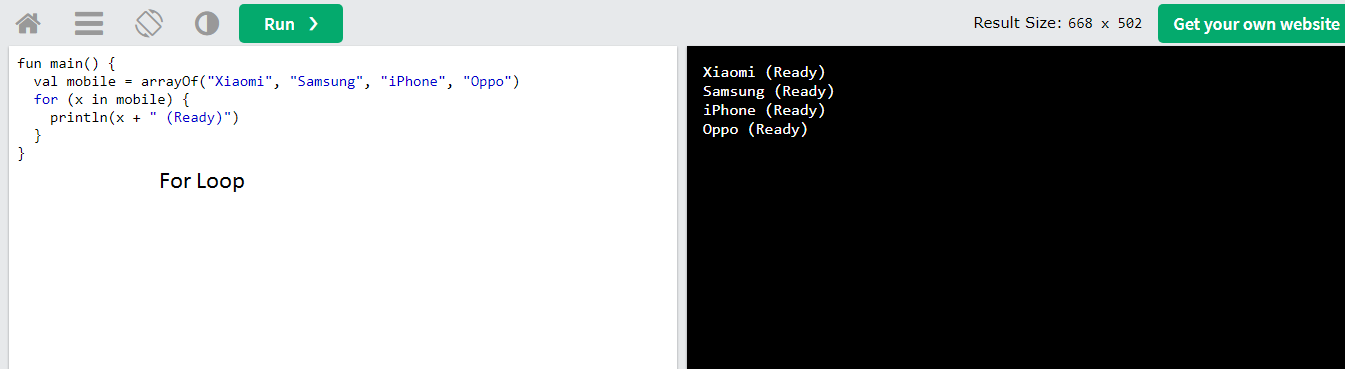 Run ❯
Result Size: 668 x 502
Get your own website
fun main() {
  val mobile = arrayOf("Xiaomi", "Samsung", "iPhone", "Oppo")
  for (x in mobile) {
    println(x + " (Ready)")
  }
}
For Loop
Xiaomi (Ready)
Samsung (Ready)
iPhone (Ready)
Oppo (Ready)